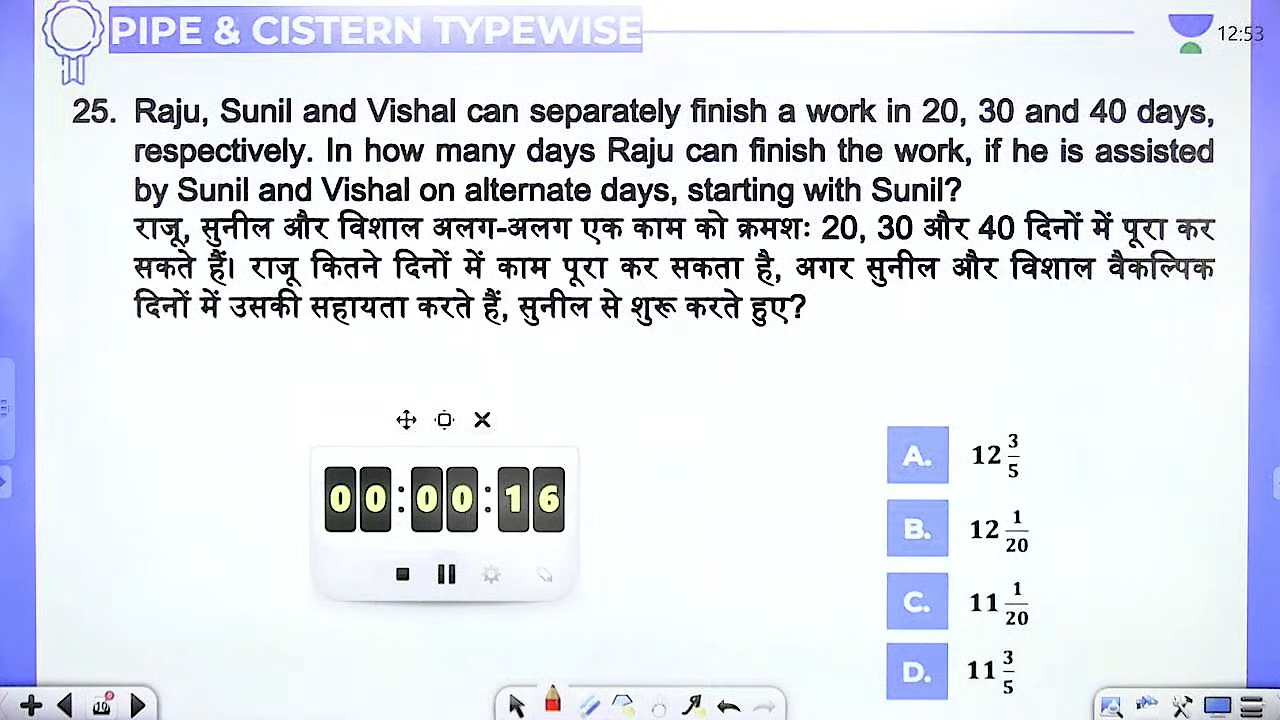 PIPE & CISTERN TYPEWISE
12:53
25. Raju, Sunil and Vishal can separately finish a work in 20, 30 and 40 days,
respectively. In how many days Raju can finish the work, if he is assisted
by Sunil and Vishal on alternate days, starting with Sunil?
राजू, सुनील और विशाल अलग-अलग एक काम को क्रमशः 20, 30 और 40 दिनों में पूरा कर
सकते हैं। राजू कितने दिनों में काम पूरा कर सकता है, अगर सुनील और विशाल वैकल्पिक
दिनों में उसकी सहायता करते हैं, सुनील से शुरू करते हुए?
00:00:16
A. 12 3/5
B. 12 1/20
C. 11 1/20
D. 11 3/5